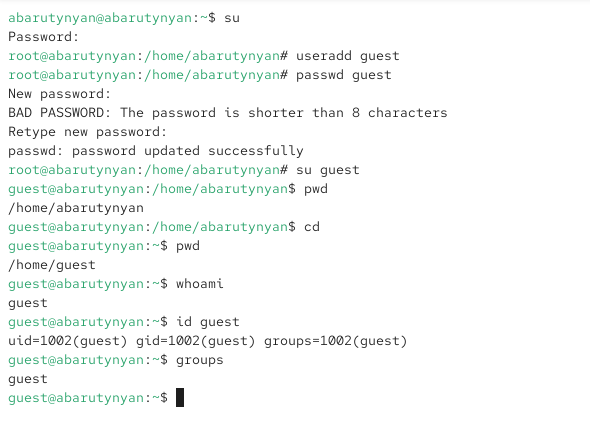 abarutynyan@abarutynyan:~$ su
Password:
root@abarutynyan:/home/abarutynyan# useradd guest
root@abarutynyan:/home/abarutynyan# passwd guest
New password:
BAD PASSWORD: The password is shorter than 8 characters
Retype new password:
passwd: password updated successfully
root@abarutynyan:/home/abarutynyan# su guest
guest@abarutynyan:/home/abarutynyan$ pwd
/home/abarutynyan
guest@abarutynyan:/home/abarutynyan$ cd
guest@abarutynyan:~$ pwd
/home/guest
guest@abarutynyan:~$ whoami
guest
guest@abarutynyan:~$ id guest
uid=1002(guest) gid=1002(guest) groups=1002(guest)
guest@abarutynyan:~$ groups
guest
guest@abarutynyan:~$